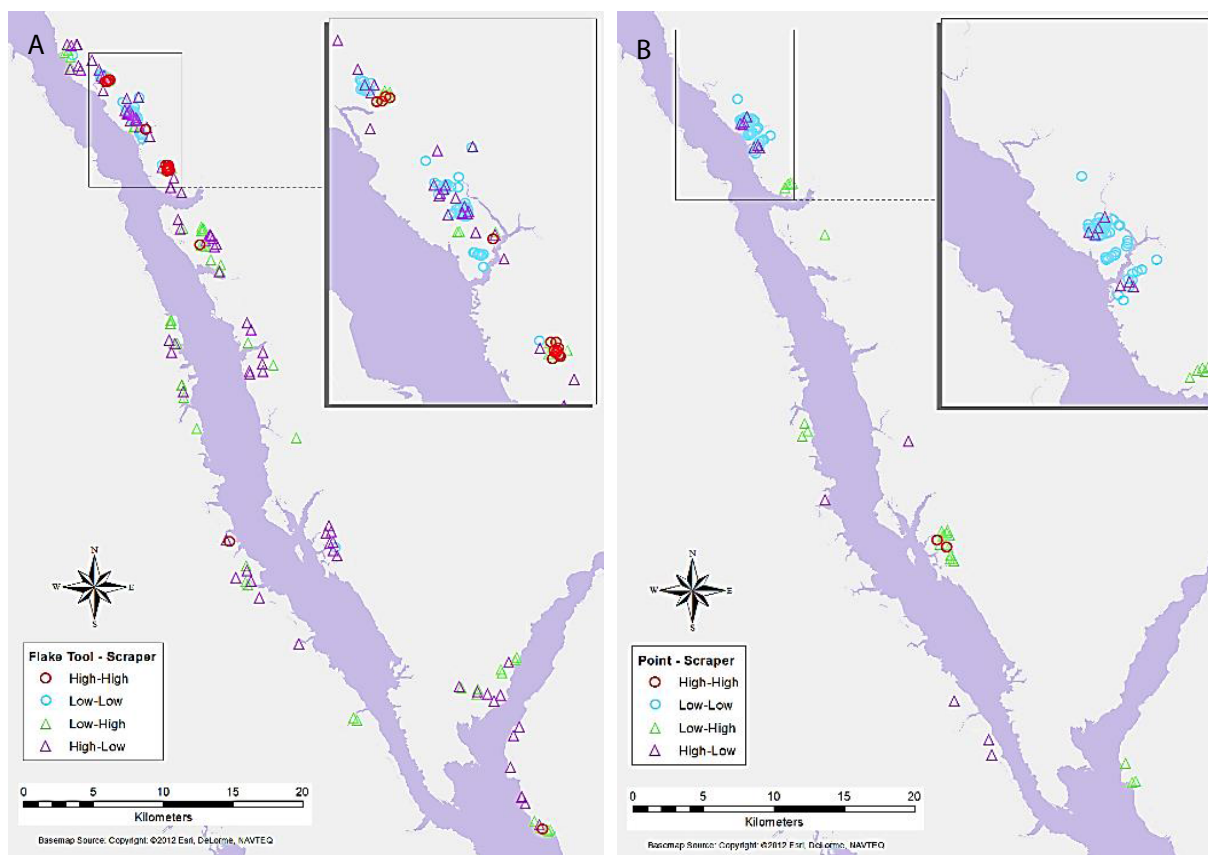 A
N
W E
S
Flake Tool - Scraper
High-High
Low-Low
Low-High
High-Low
0 5 10 15 20
Kilometers
Basemap Source: Copyright: ©2012 Esri, DeLorme, NAVTEQ
B
N
W E
S
Point - Scraper
High-High
Low-Low
Low-High
High-Low
0 5 10 15 20
Kilometers
Basemap Source: Copyright: ©2012 Esri, DeLorme, NAVTEQ